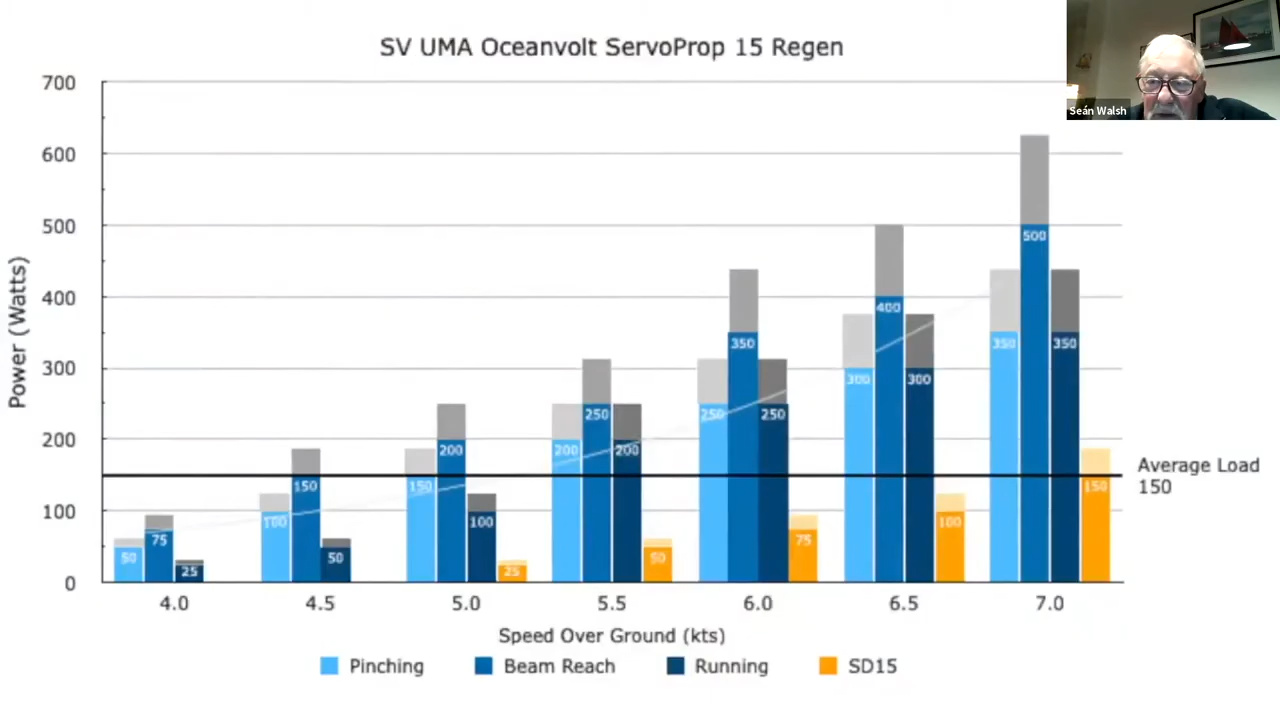 SV UMA Oceanvolt ServoProp 15 Regen
Seán Walsh
Power (Watts)
700
600
500
400
300
200
100
0
50 75 25
100 150 50
150 200 100 25
200 250 200 50
250 350 250 75
300 400 300 100
350 500 350 150
Average Load
150
4.0 4.5 5.0 5.5 6.0 6.5 7.0
Speed Over Ground (kts)
Pinching Beam Reach Running SD15